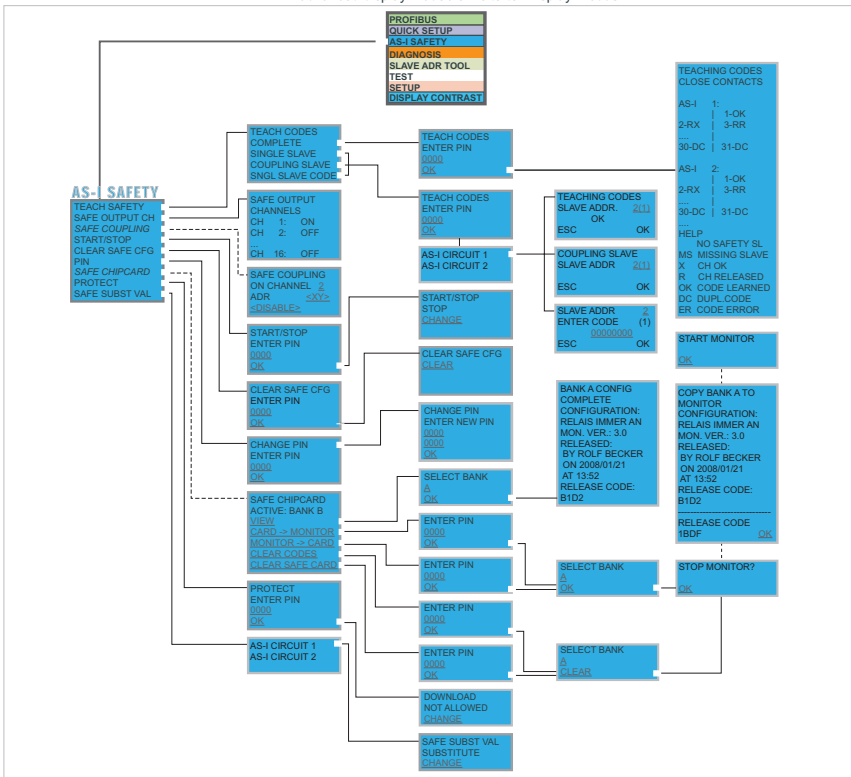 PROFIBUS
QUICK SETUP
AS-I SAFETY
DIAGNOSIS
SLAVE ADR TOOL
TEST
SETUP
DISPLAY CONTRAST
AS-I SAFETY
TEACH SAFETY
SAFE OUTPUT CH
SAFE COUPLING
START/STOP
CLEAR SAFE CFG
PIN
SAFE CHIPCARD
PROTECT
SAFE SUBST VAL
TEACH CODES
COMPLETE
SINGLE SLAVE
COUPLING SLAVE
SNGL SLAVE CODE
SAFE OUTPUT
CHANNELS
CH 1: ON
CH 2: OFF
...
CH 16: OFF
SAFE COUPLING
ON CHANNEL 2
ADR <XY>
<DISABLE>
START/STOP
ENTER PIN
0000
OK
CLEAR SAFE CFG
ENTER PIN
0000
OK
CHANGE PIN
ENTER PIN
0000
OK
SAFE CHIPCARD
ACTIVE: BANK B
VIEW
CARD -> MONITOR
MONITOR -> CARD
CLEAR CODES
CLEAR SAFE CARD
PROTECT
ENTER PIN
0000
OK
AS-I CIRCUIT 1
AS-I CIRCUIT 2
TEACH CODES
ENTER PIN
0000
OK
TEACH CODES
ENTER PIN
0000
OK
AS-I CIRCUIT 1
AS-I CIRCUIT 2
START/STOP
STOP
CHANGE
CLEAR SAFE CFG
CLEAR
CHANGE PIN
ENTER NEW PIN
0000
0000
OK
SELECT BANK
A
OK
ENTER PIN
0000
OK
ENTER PIN
0000
OK
ENTER PIN
0000
OK
ENTER PIN
0000
OK
DOWNLOAD
NOT ALLOWED
CHANGE
SAFE SUBST VAL
SUBSTITUTE
CHANGE
TEACHING CODES
SLAVE ADDR. 2(1)
OK
ESC OK
COUPLING SLAVE
SLAVE ADDR 2(1)
ESC OK
SLAVE ADDR 2
ENTER CODE (1)
00000000
ESC OK
BANK A CONFIG
COMPLETE
CONFIGURATION:
RELAIS IMMER AN
MON. VER.: 3.0
RELEASED:
BY ROLF BECKER
ON 2008/01/21
AT 13:52
RELEASE CODE:
B1D2
SELECT BANK
A
OK
SELECT BANK
A
CLEAR
TEACHING CODES
CLOSE CONTACTS
AS-I 1:
| 1-OK
2-RX | 3-RR
.... |
30-DC | 31-DC
AS-I 2:
| 1-OK
2-RX | 3-RR
.... |
30-DC | 31-DC
....
HELP
NO SAFETY SL
MS MISSING SLAVE
X CH OK
R CH RELEASED
OK CODE LEARNED
DC DUPL.CODE
ER CODE ERROR
START MONITOR
OK
COPY BANK A TO
MONITOR
CONFIGURATION:
RELAIS IMMER AN
MON. VER.: 3.0
RELEASED:
BY ROLF BECKER
ON 2008/01/21
AT 13:52
RELEASE CODE:
B1D2
--------------------------------
RELEASE CODE
1BDF OK
STOP MONITOR?
OK